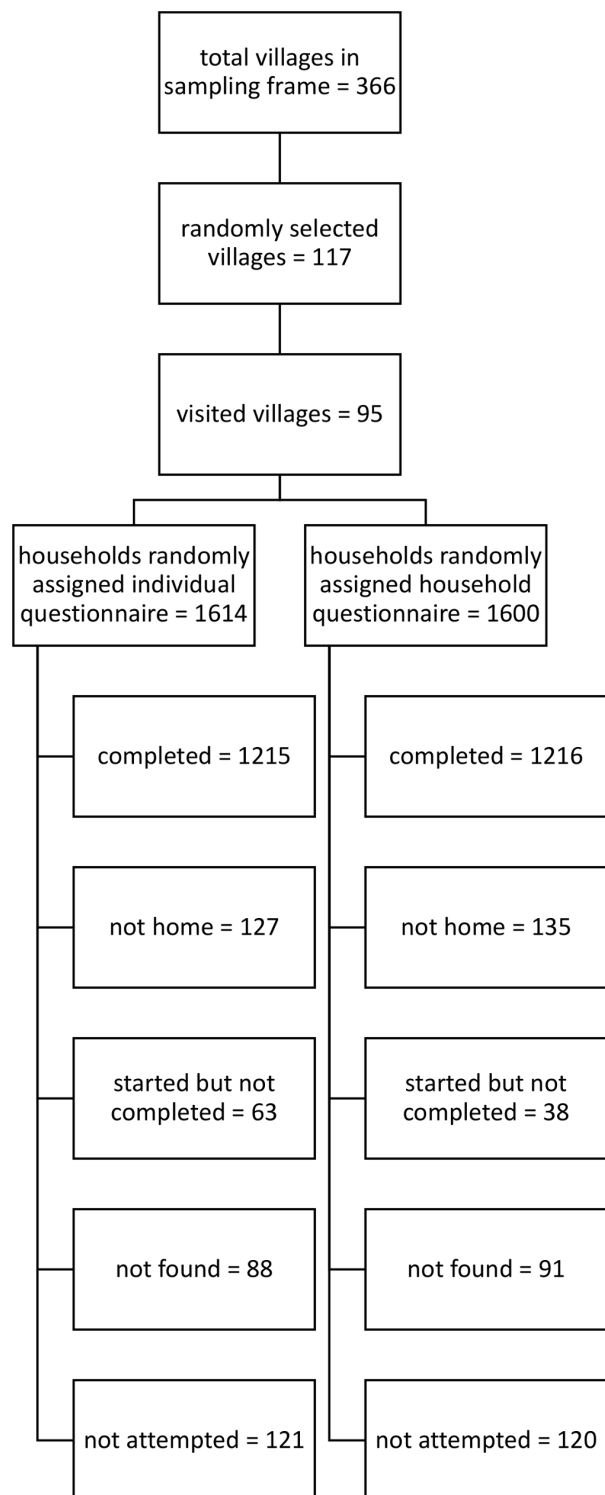 total villages in
sampling frame = 366
randomly selected
villages = 117
visited villages = 95
households randomly
assigned individual
questionnaire = 1614
households randomly
assigned household
questionnaire = 1600
completed = 1215
completed = 1216
not home = 127
not home = 135
started but not
completed = 63
started but not
completed = 38
not found = 88
not found = 91
not attempted = 121
not attempted = 120